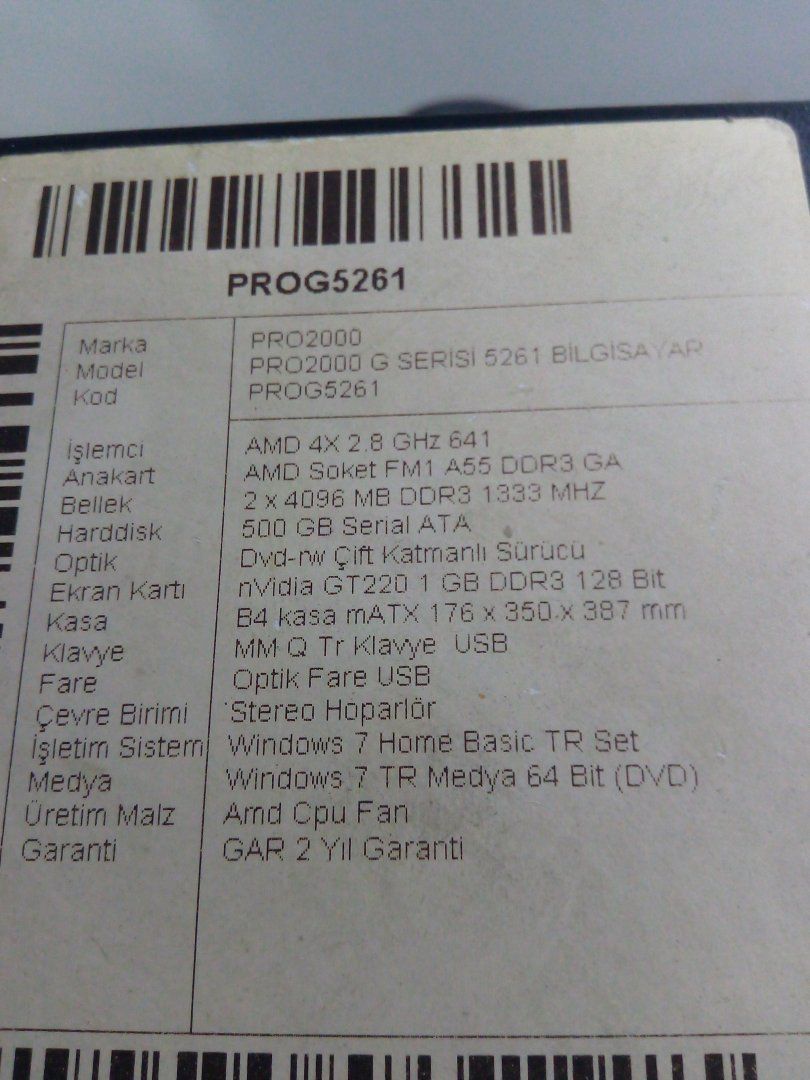 PROG5261
Marka PRO2000
Model PRO2000 G SERİSİ 5261 BİLGİSAYAR
Kod PROG5261
İşlemci AMD 4X 2.8 GHz 641
Anakart AMD Soket FM1 A55 DDR3 GA
Bellek 2 x 4096 MB DDR3 1333 MHZ
Harddisk 500 GB Serial ATA
Optik Dvd-rw Çift Katmanlı Sürücü
Ekran Kartı nVidia GT220 1 GB DDR3 128 Bit
Kasa B4 kasa mATX 176 x 350 x 387 mm
Klavye MM Q Tr Klavye USB
Fare Optik Fare USB
Çevre Birimi Stereo Hoparlör
İşletim Sistem Windows 7 Home Basic TR Set
Medya Windows 7 TR Medya 64 Bit (DVD)
Üretim Malz Amd Cpu Fan
Garanti GAR 2 Yıl Garanti